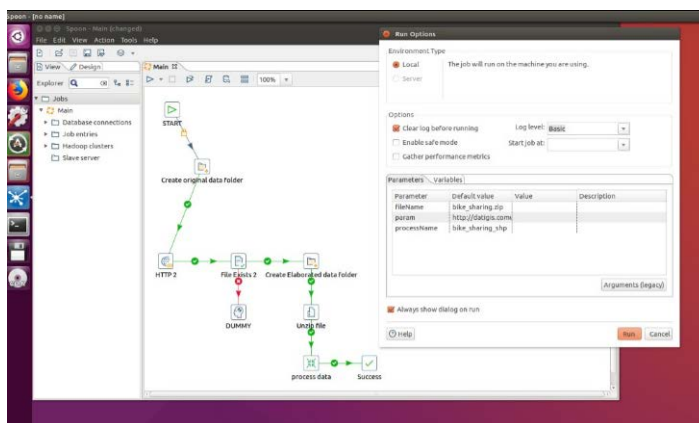 Spoon - [no name]
Spoon - Main (changed)
File Edit View Action Tools Help
View Design
Explorer
Jobs
Main
Database connections
Job entries
Hadoop clusters
Slave server
Main
100%
START
Create original data folder
HTTP 2
File Exists 2
Create Elaborated data folder
DUMMY
Unzip file
process data
Success
Run Options
Environment Type
Local
The job will run on the machine you are using.
Server
Options
Clear log before running
Log level: Basic
Enable safe mode
Start job at:
Gather performance metrics
Parameters Variables
Parameter Default value Value Description
fileName bike_sharing.zip
param
processName bike_sharing_shp
Arguments (legacy)
Always show dialog on run
Help
Run Cancel